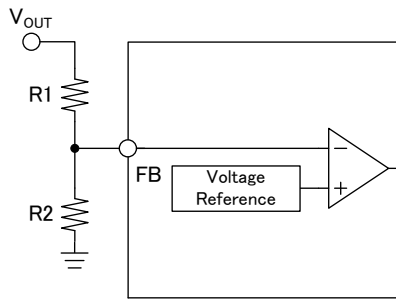 VOUT
R1
FB
Voltage
Reference
R2
−
+